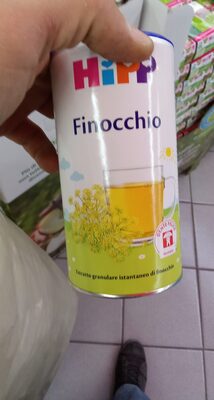 HiPP
Finocchio
Estratto granulare istantaneo di finocchio